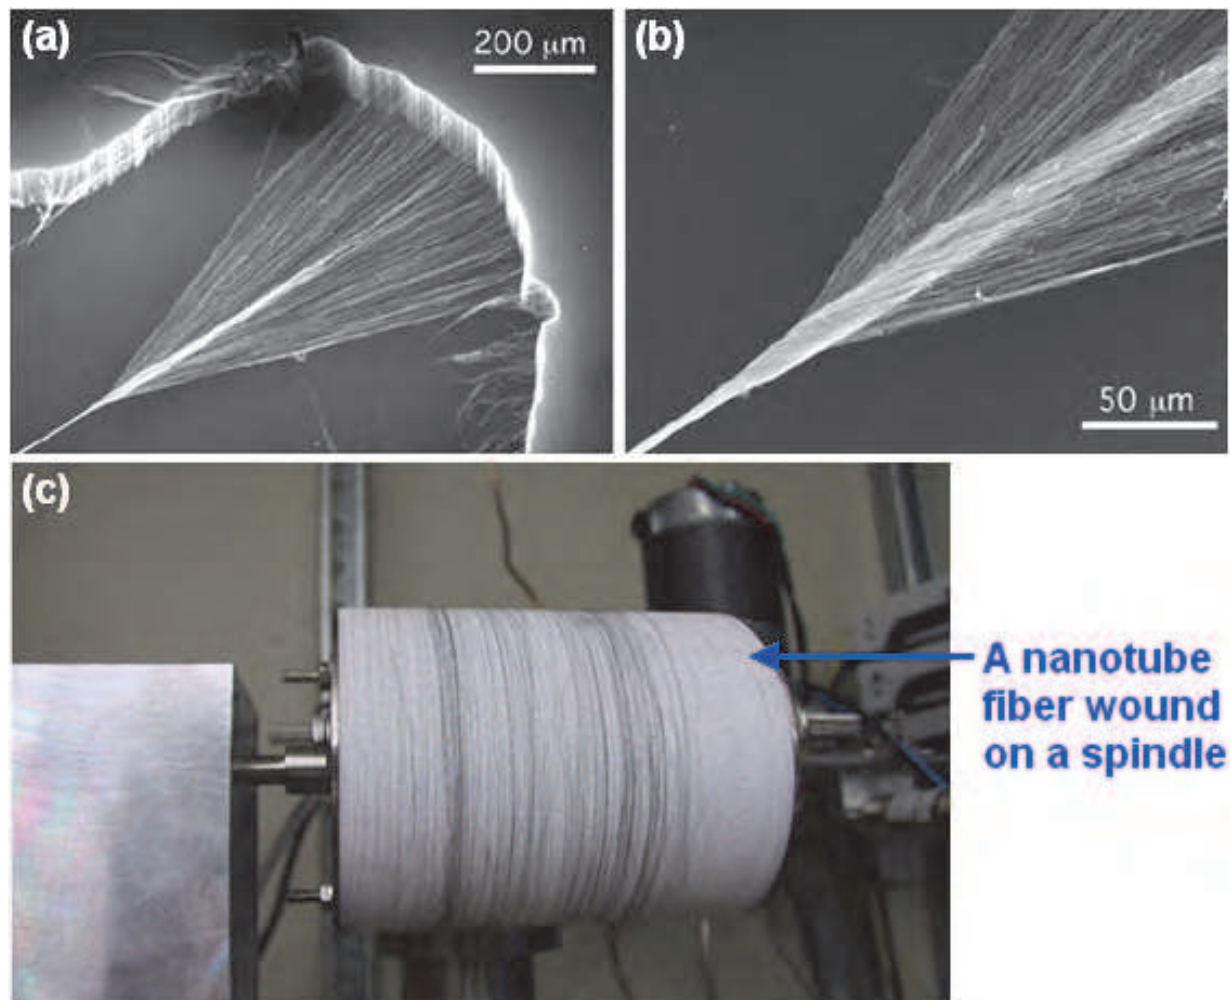 (a)
200 μm
(b)
50 μm
(c)
A nanotube
fiber wound
on a spindle